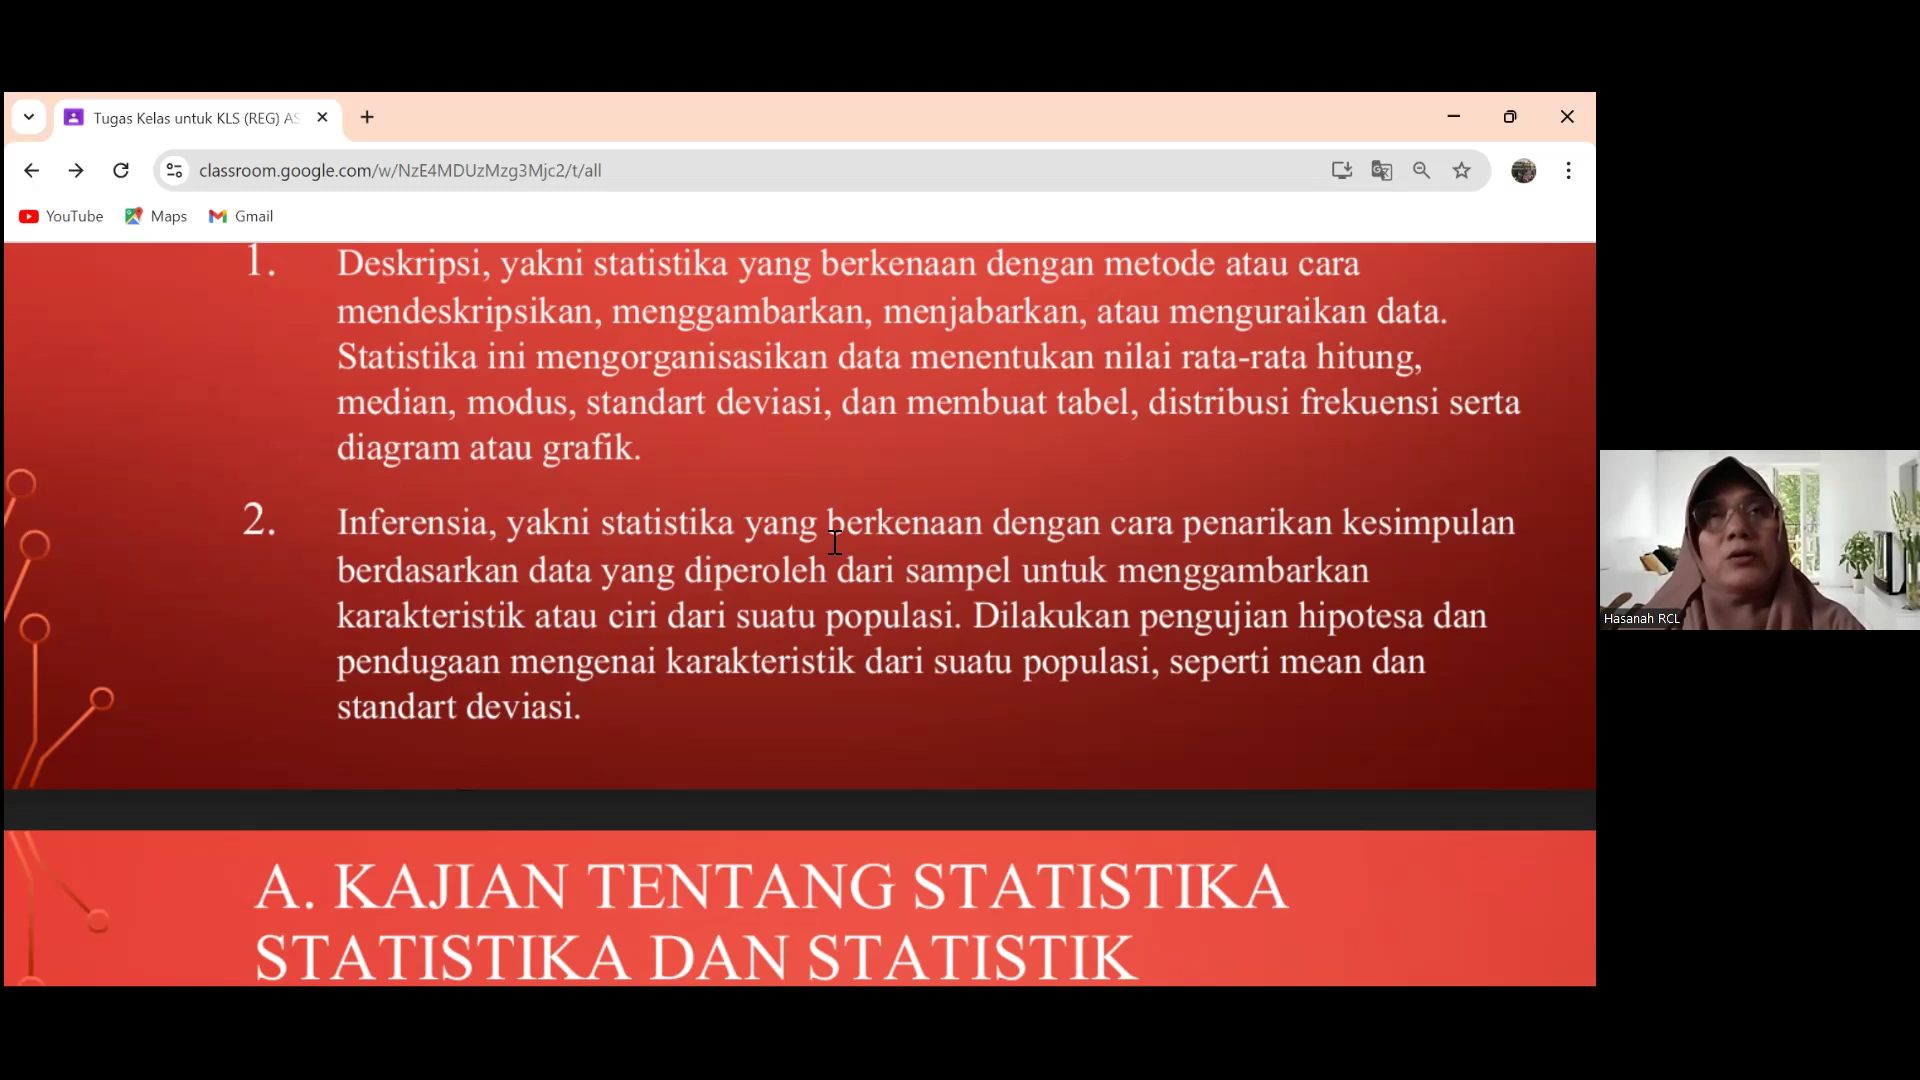 Tugas Kelas untuk KLS (REG) AS
classroom.google.com/w/NzE4MDUzMzg3Mjc2/t/all
YouTube Maps Gmail
1. Deskripsi, yakni statistika yang berkenaan dengan metode atau cara
mendeskripsikan, menggambarkan, menjabarkan, atau menguraikan data.
Statistika ini mengorganisasikan data menentukan nilai rata-rata hitung,
median, modus, standart deviasi, dan membuat tabel, distribusi frekuensi serta
diagram atau grafik.
2. Inferensia, yakni statistika yang berkenaan dengan cara penarikan kesimpulan
berdasarkan data yang diperoleh dari sampel untuk menggambarkan
karakteristik atau ciri dari suatu populasi. Dilakukan pengujian hipotesa dan
pendugaan mengenai karakteristik dari suatu populasi, seperti mean dan
standart deviasi.
A. KAJIAN TENTANG STATISTIKA
STATISTIKA DAN STATISTIK
Hasanah RCL